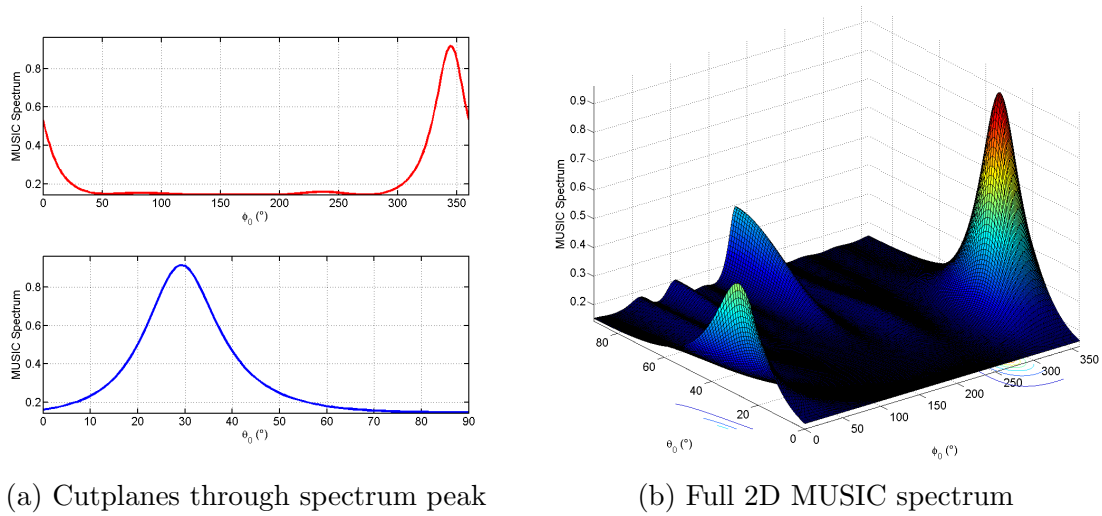 MUSIC Spectrum
0.8
0.6
0.4
0.2
0 50 100 150 200 250 300 350
ϕ0 (°)
MUSIC Spectrum
0.8
0.6
0.4
0.2
0 10 20 30 40 50 60 70 80 90
θ0 (°)
(a) Cutplanes through spectrum peak
MUSIC Spectrum
0.9
0.8
0.7
0.6
0.5
0.4
0.3
0.2
80 60 40 20 0
θ0 (°)
0 50 100 150 200 250 300 350
ϕ0 (°)
(b) Full 2D MUSIC spectrum